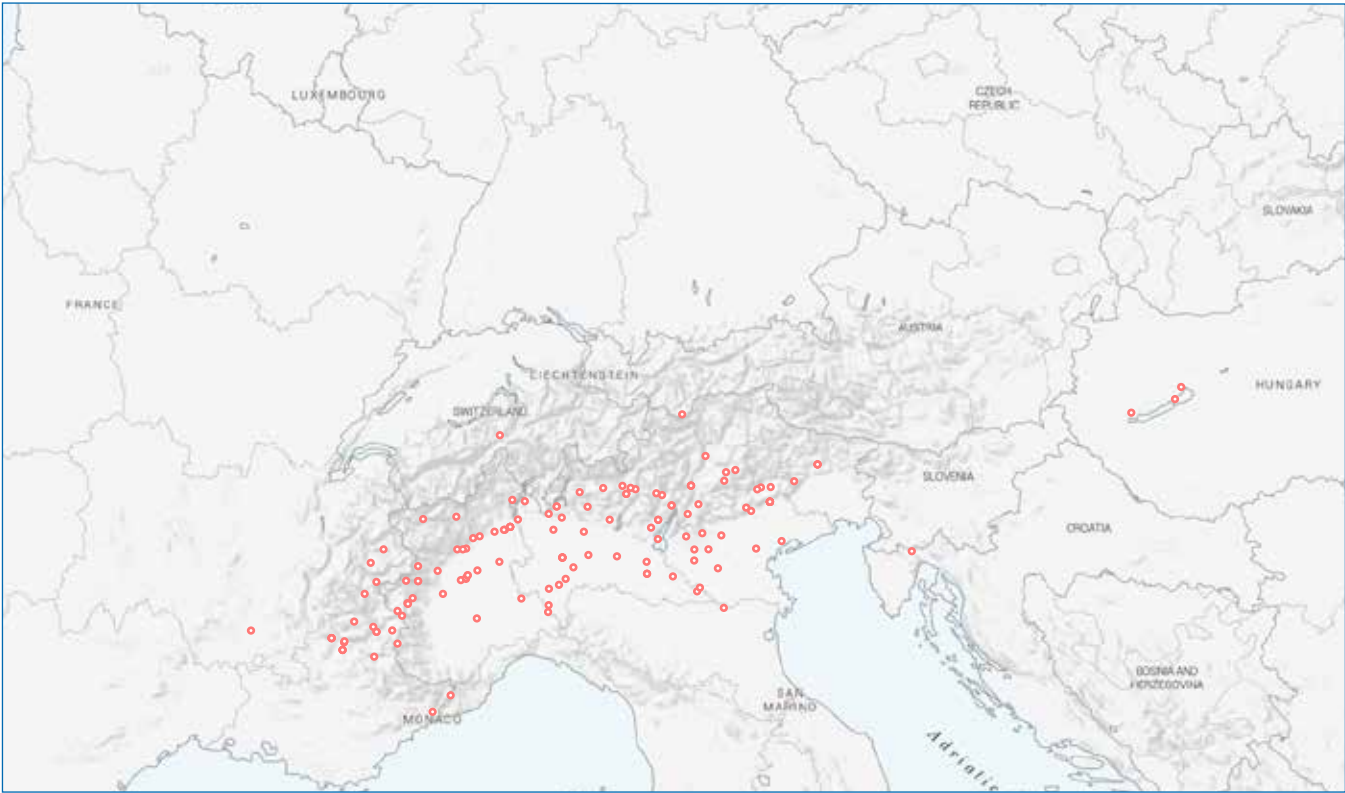 LUXEMBOURG
CZECH
REPUBLIC
SLOVAKIA
FRANCE
AUSTRIA
LIECHTENSTEIN
HUNGARY
SWITZERLAND
SLOVENIA
CROATIA
BOSNIA AND
HERZEGOVINA
SAN
MARINO
MONACO
Adriatic